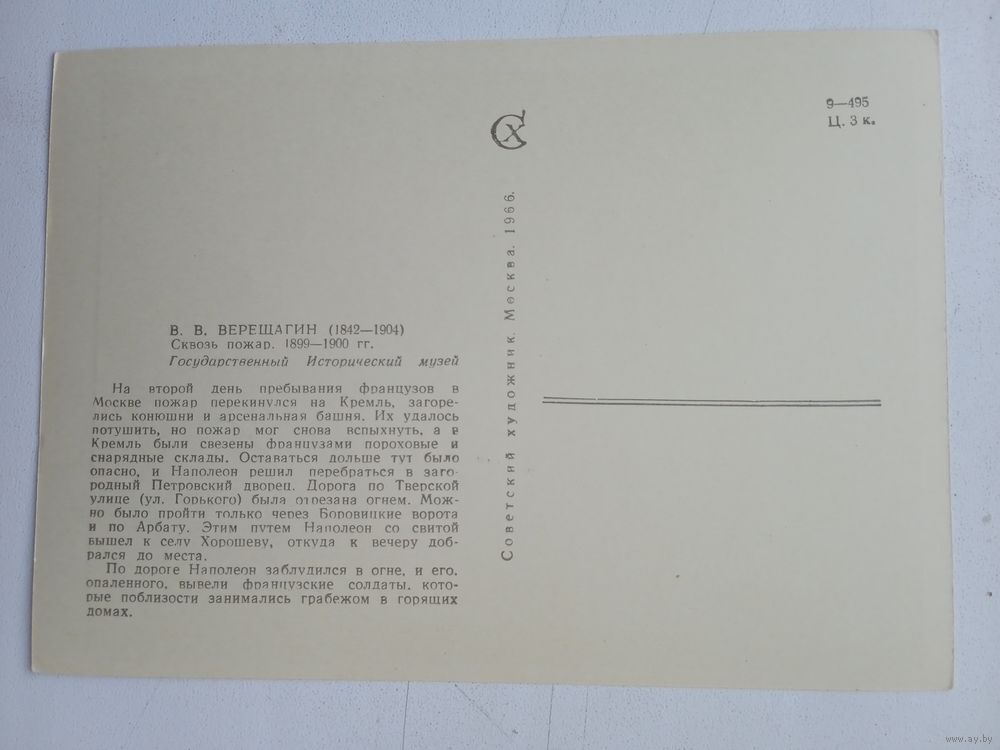 В. В. ВЕРЕЩАГИН (1842—1904)
Сквозь пожар. 1899—1900 гг.
Государственный Исторический музей
На второй день пребывания французов в
Москве пожар перекинулся на Кремль, загоре-
лись конюшни и арсенальная башня. Их удалось
потушить, но пожар мог снова вспыхнуть, а в
Кремль были свезены французами пороховые и
снарядные склады. Оставаться дольше тут было
опасно, и Наполеон решил перебраться в заго-
родный Петровский дворец. Дорога по Тверской
улице (ул. Горького) была отрезана огнем. Мож-
но было пройти только через Боровицкие ворота
и по Арбату. Этим путем Наполеон со свитой
вышел к селу Хорошеву, откуда к вечеру доб-
рался до места.
По дороге Наполеон заблудился в огне, и его,
опаленного, вывели французские солдаты, кото-
рые поблизости занимались грабежом в горящих
домах.
СХ
Советский художник. Москва. 1966.
9—495
Ц. 3 к.
www.ay.by